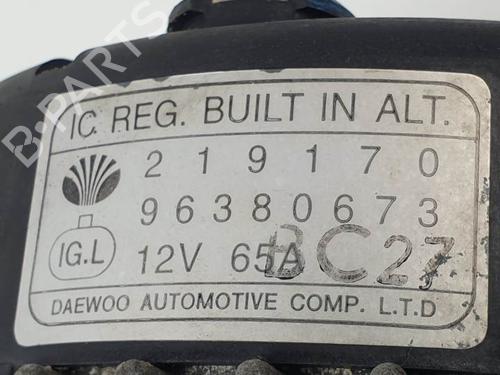 IC. REG. BUILT IN ALT.
219170
96380673
IG.L 12V 65A BC27
DAEWOO AUTOMOTIVE COMP. L.T.D
B-PARTS